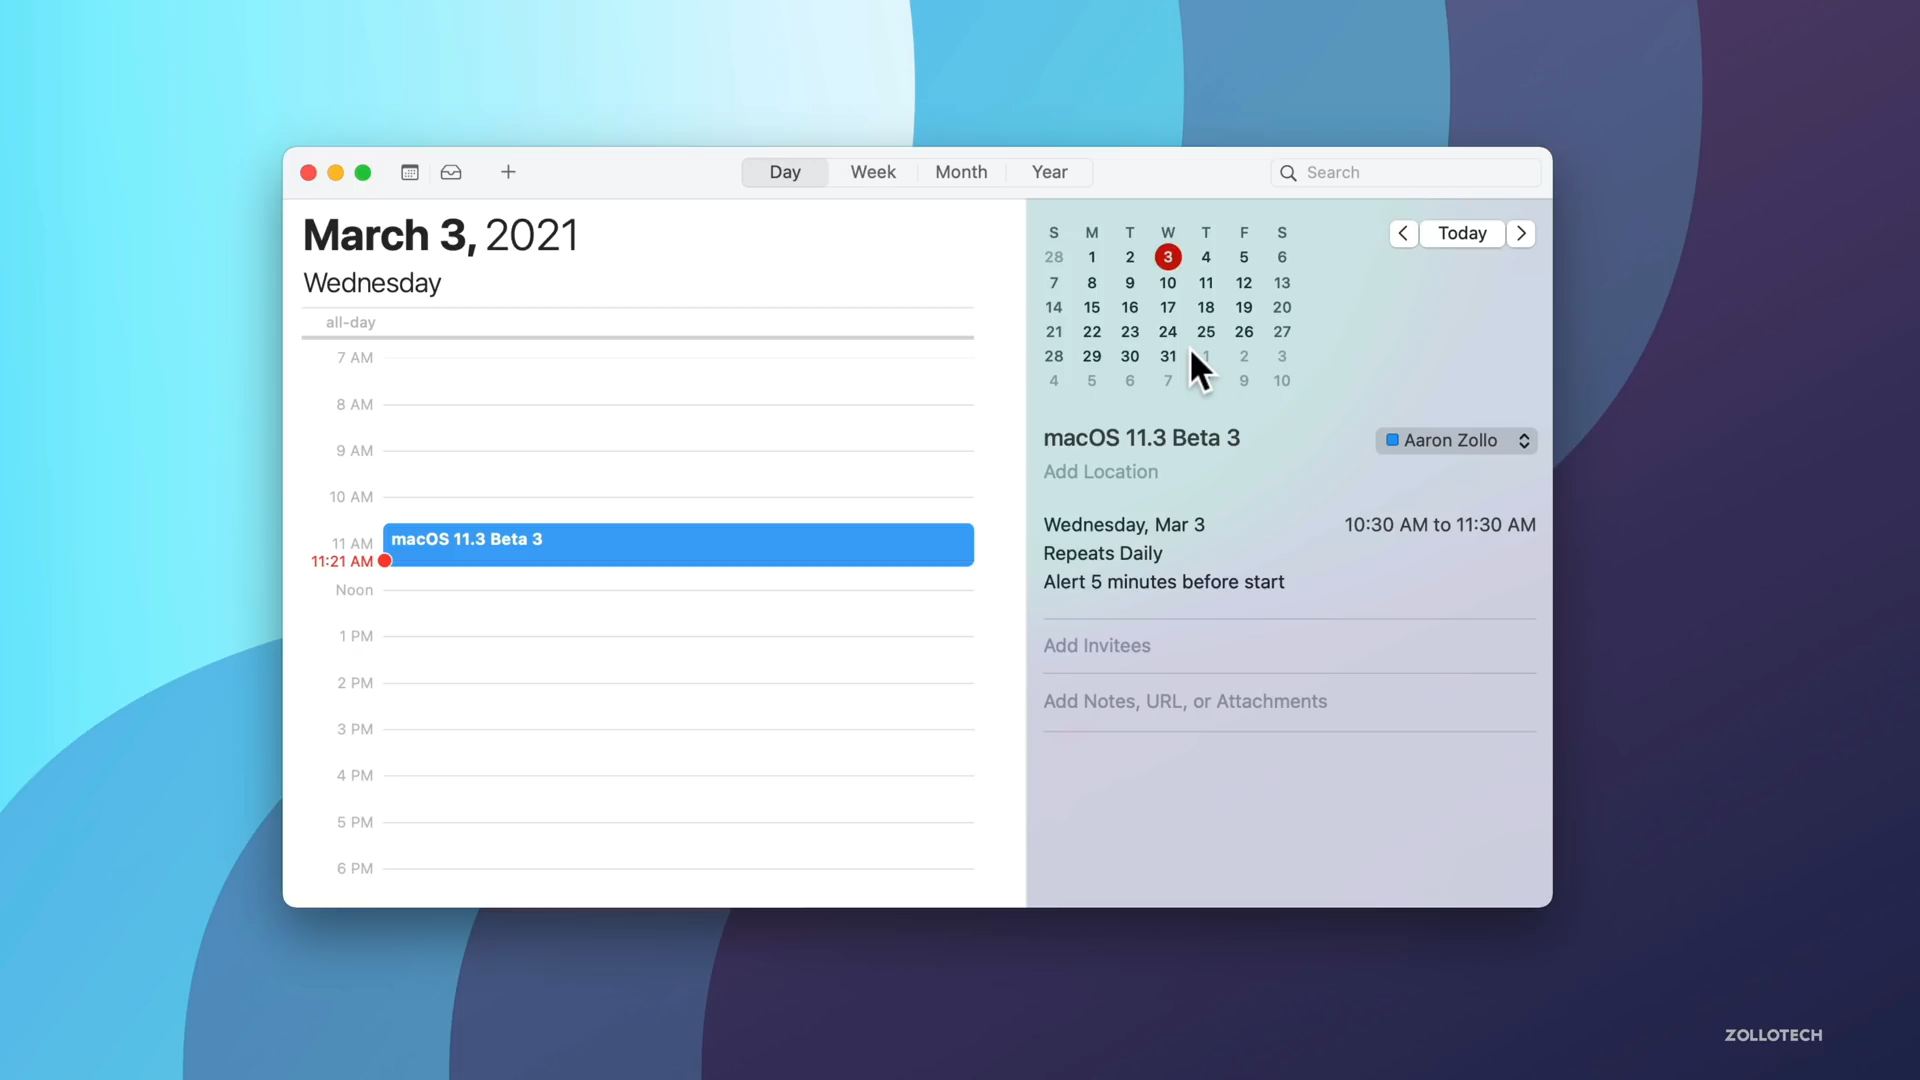 Day Week Month Year
Search
March 3, 2021
Wednesday
all-day
7 AM
8 AM
9 AM
10 AM
11 AM
macOS 11.3 Beta 3
11:21 AM
Noon
1 PM
2 PM
3 PM
4 PM
5 PM
6 PM
S M T W T F S
28 1 2 3 4 5 6
7 8 9 10 11 12 13
14 15 16 17 18 19 20
21 22 23 24 25 26 27
28 29 30 31 1 2 3
4 5 6 7 9 10
Today
macOS 11.3 Beta 3
Aaron Zollo
Add Location
Wednesday, Mar 3 10:30 AM to 11:30 AM
Repeats Daily
Alert 5 minutes before start
Add Invitees
Add Notes, URL, or Attachments
ZOLLOTECH